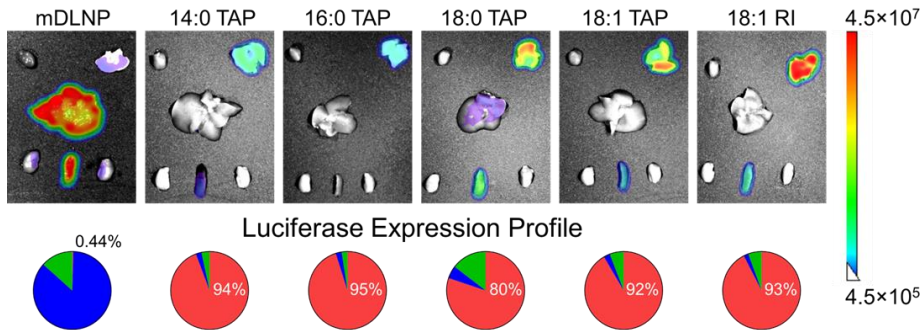 mDLNP 14:0 TAP 16:0 TAP 18:0 TAP 18:1 TAP 18:1 RI 4.5×10⁷
4.5×10⁵
Luciferase Expression Profile
0.44%
94% 95% 80% 92% 93%